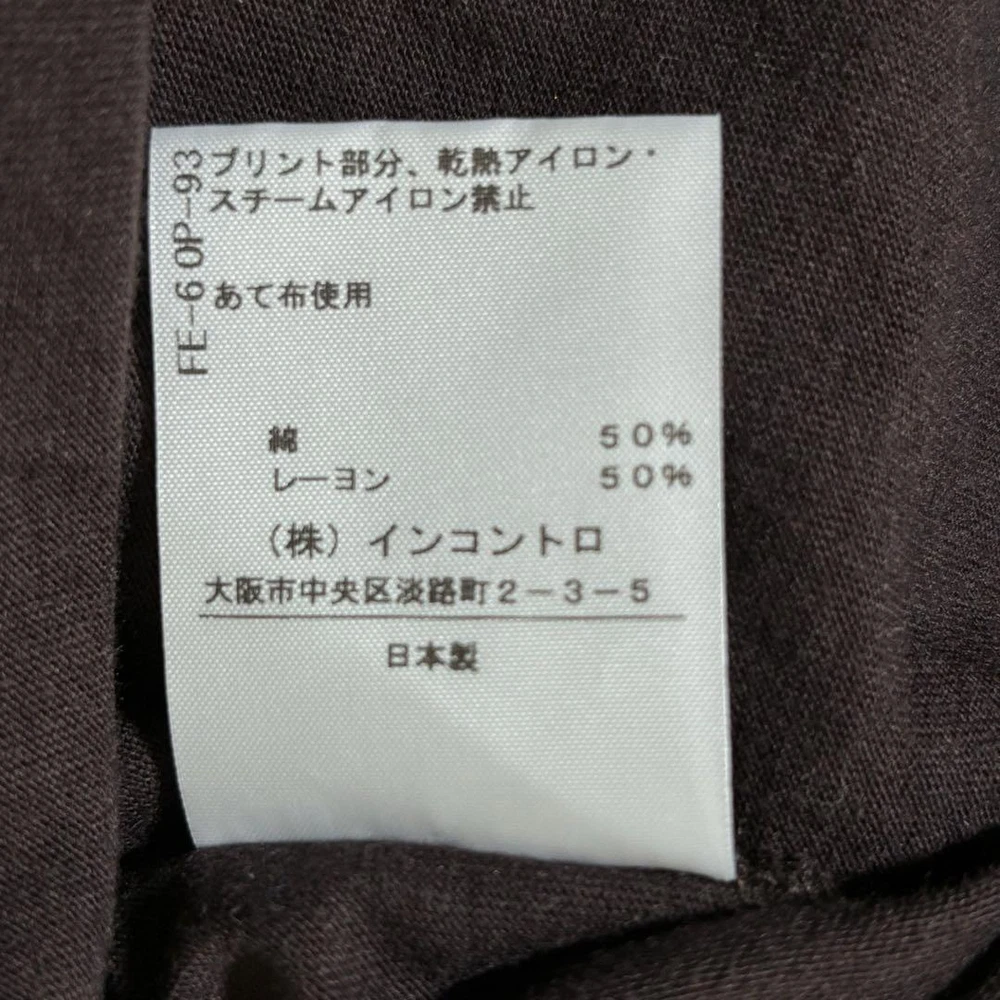 プリント部分、乾熱アイロン・
スチームアイロン禁止
あて布使用
FE-6 0P-93
綿 50%
レーヨン 50%
(株)インコントロ
大阪市中央区淡路町2-3-5
日本製